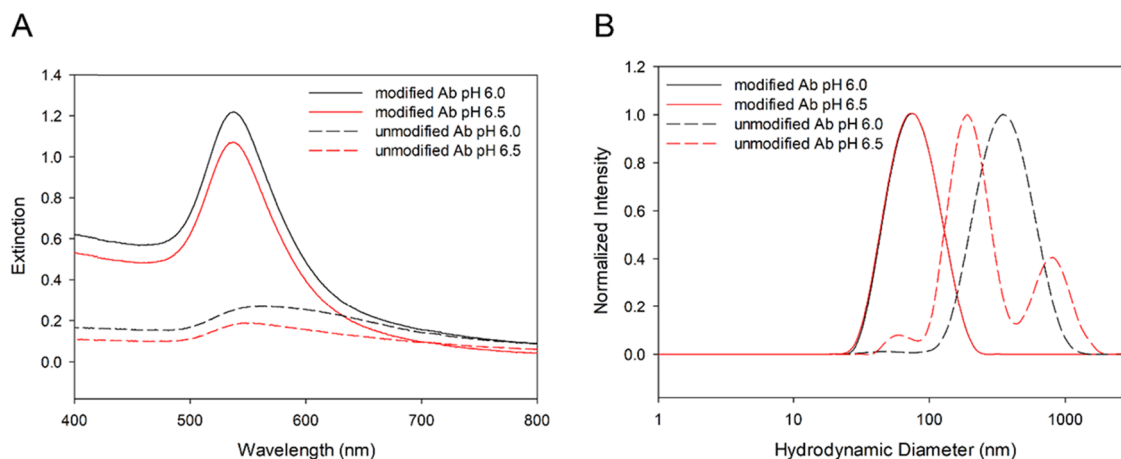 A
1.4
1.2
1.0
0.8
0.6
0.4
0.2
0.0
Extinction
400
500
600
700
800
Wavelength (nm)
modified Ab pH 6.0
modified Ab pH 6.5
unmodified Ab pH 6.0
unmodified Ab pH 6.5
B
1.2
1.0
0.8
0.6
0.4
0.2
0.0
Normalized Intensity
1
10
100
1000
Hydrodynamic Diameter (nm)
modified Ab pH 6.0
modified Ab pH 6.5
unmodified Ab pH 6.0
unmodified Ab pH 6.5